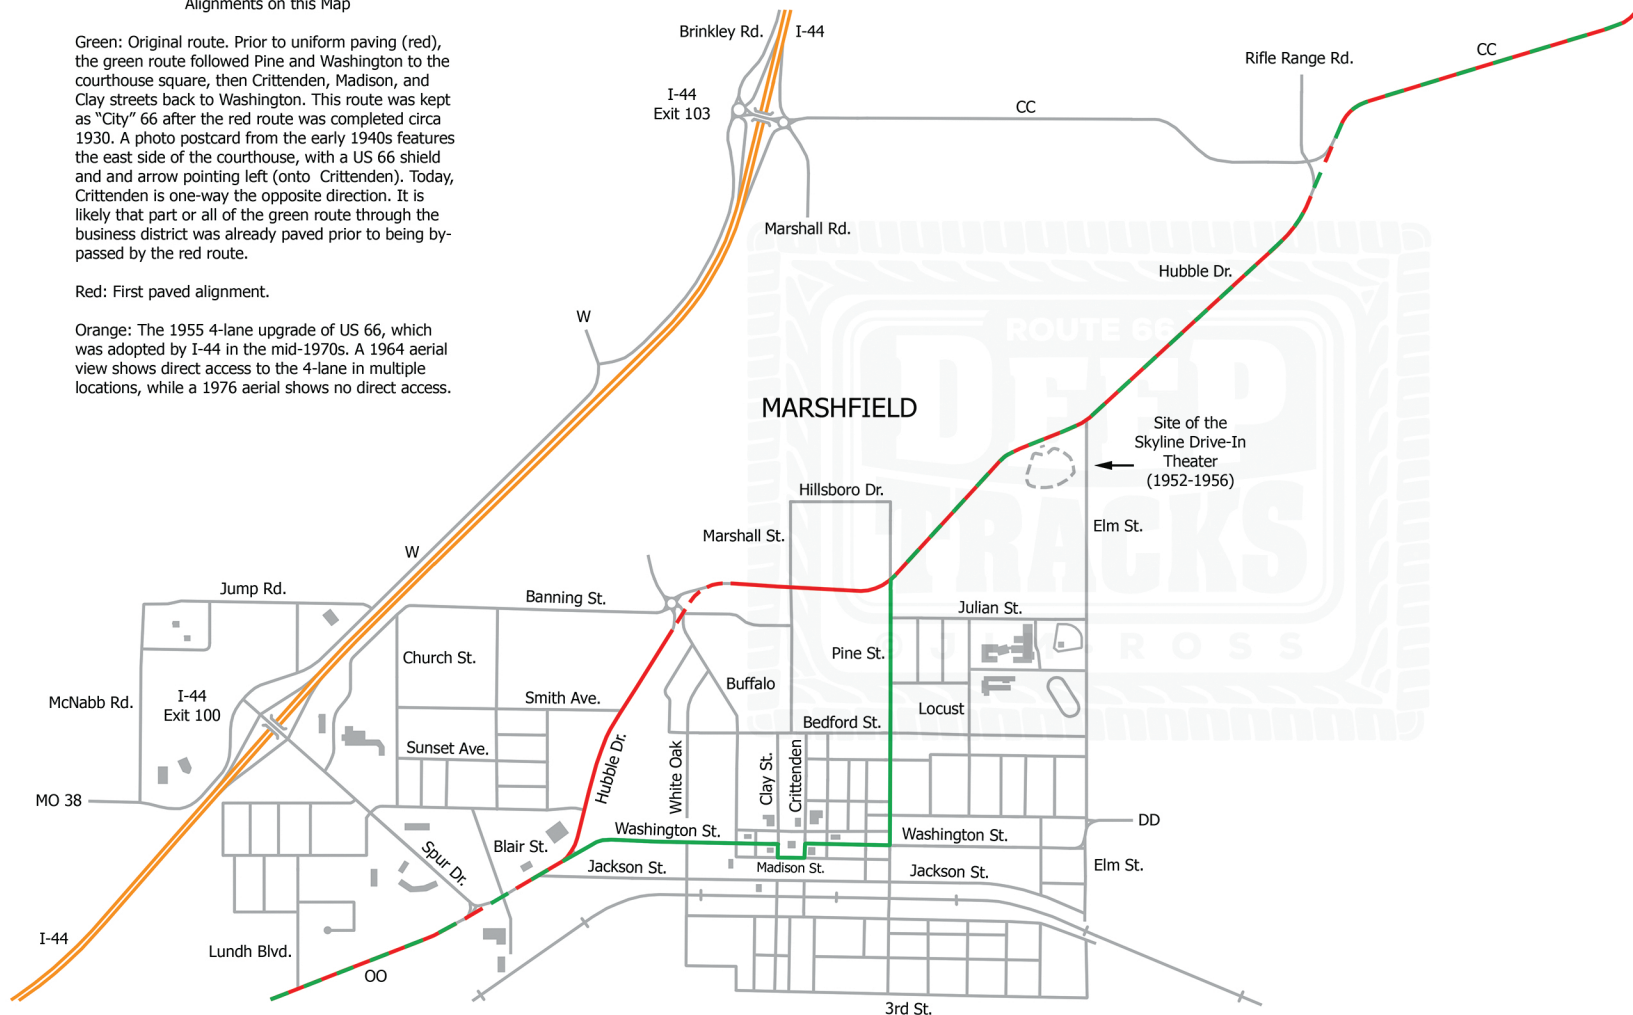 Alignments on this Map
Green: Original route. Prior to uniform paving (red),
the green route followed Pine and Washington to the
courthouse square, then Crittenden, Madison, and
Clay streets back to Washington. This route was kept
as “City” 66 after the red route was completed circa
1930. A photo postcard from the early 1940s features
the east side of the courthouse, with a US 66 shield
and and arrow pointing left (onto  Crittenden). Today,
Crittenden is one-way the opposite direction. It is
likely that part or all of the green route through the
business district was already paved prior to being by-
passed by the red route.
Red: First paved alignment.
Orange: The 1955 4-lane upgrade of US 66, which
was adopted by I-44 in the mid-1970s. A 1964 aerial
view shows direct access to the 4-lane in multiple
locations, while a 1976 aerial shows no direct access.
Brinkley Rd.
I-44
I-44
Exit 103
CC
Rifle Range Rd.
CC
Marshall Rd.
Hubble Dr.
W
ROUTE 66
DEEP
TRACKS
MARSHFIELD
Site of the
Skyline Drive-In
Theater
(1952-1956)
Hillsboro Dr.
Elm St.
Marshall St.
W
Jump Rd.
Banning St.
Julian St.
Church St.
Pine St.
McNabb Rd.
I-44
Exit 100
Smith Ave.
Buffalo
Locust
Bedford St.
Sunset Ave.
Hubble Dr.
White Oak
Clay St.
Crittenden
MO 38
DD
Washington St.
Washington St.
Blair St.
Spur Dr.
Jackson St.
Madison St.
Jackson St.
Elm St.
I-44
Lundh Blvd.
OO
3rd St.